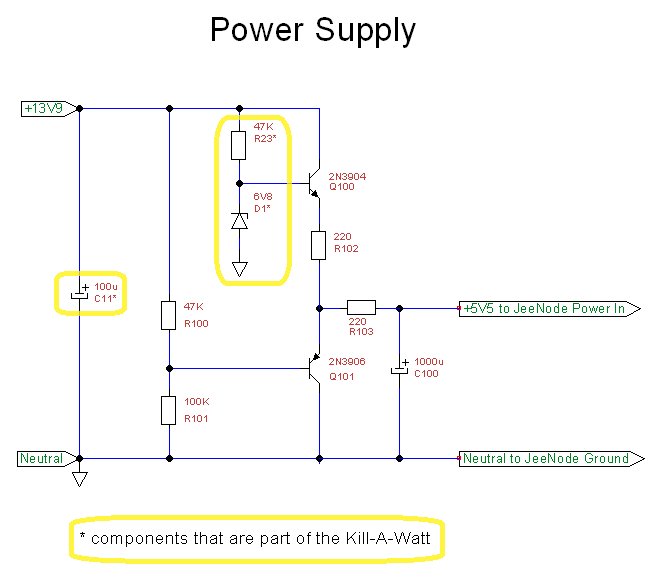 Power Supply
+13V9
47K
R23*
2N3904
Q100
6V8
D1*
220
R102
+
100u
C11*
47K
R100
220
R103
+5V5 to JeeNode Power In
2N3906
Q101
+
1000u
C100
100K
R101
Neutral
Neutral to JeeNode Ground
* components that are part of the Kill-A-Watt